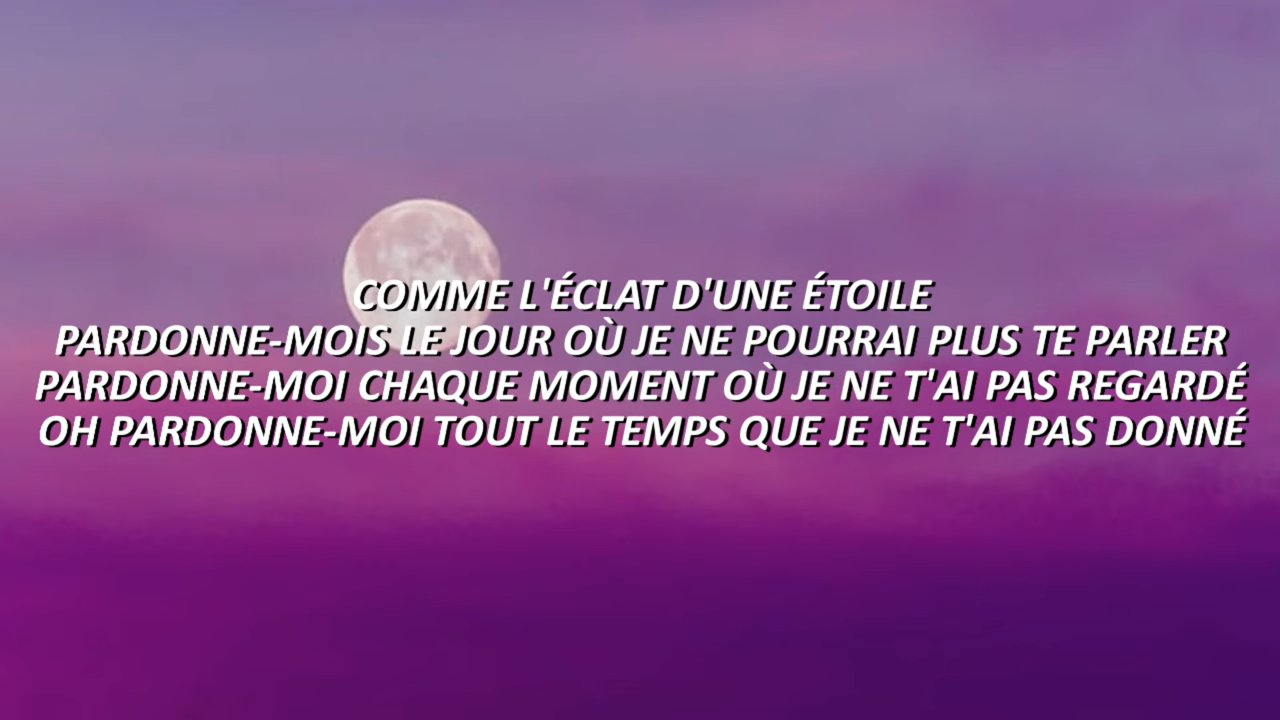 COMME L'ÉCLAT D'UNE ÉTOILE
PARDONNE-MOIS LE JOUR OÙ JE NE POURRAI PLUS TE PARLER
PARDONNE-MOI CHAQUE MOMENT OÙ JE NE T'AI PAS REGARDÉ
OH PARDONNE-MOI TOUT LE TEMPS QUE JE NE T'AI PAS DONNÉ